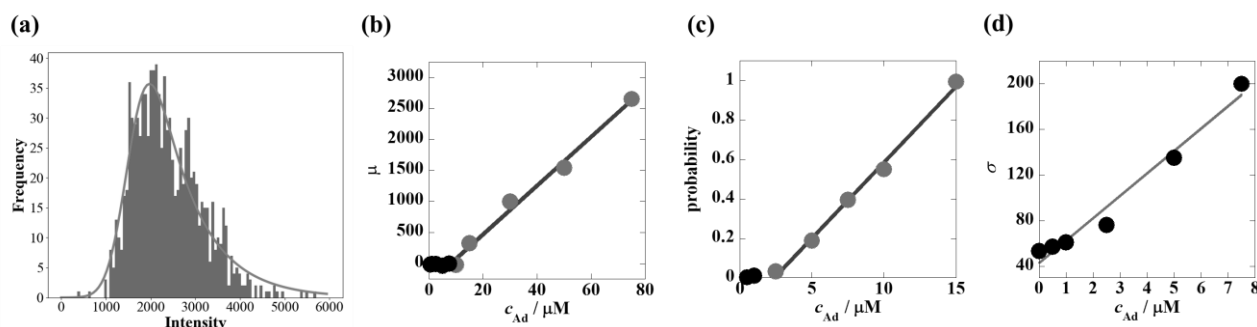 (a)
Frequency
40
35
30
25
20
15
10
5
0
0 1000 2000 3000 4000 5000 6000
Intensity
(b)
μ
3000
2500
2000
1500
1000
500
0
0 20 40 60 80
c_Ad / μM
(c)
probability
1
0.8
0.6
0.4
0.2
0
0 5 10 15
c_Ad / μM
(d)
σ
200
160
120
80
40
0 1 2 3 4 5 6 7 8
c_Ad / μM